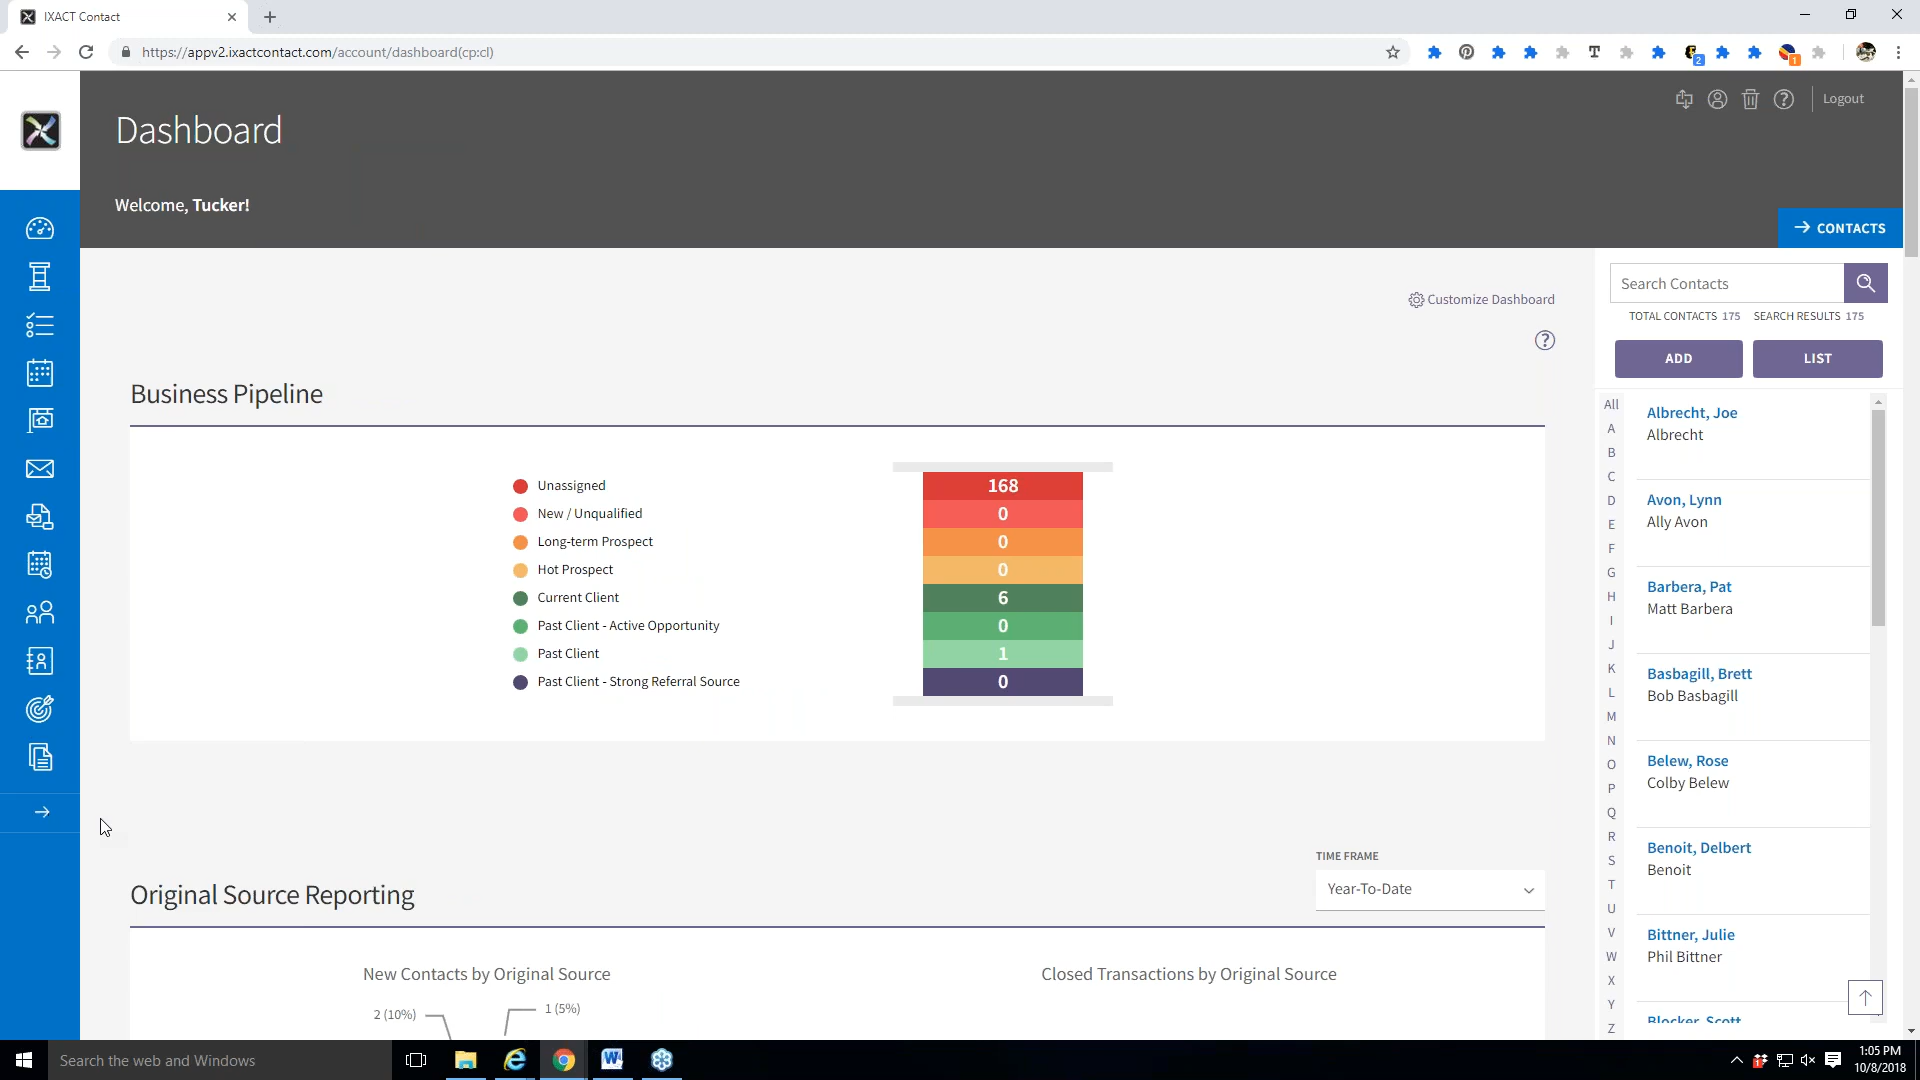 IXACT Contact
https://appv2.ixactcontact.com/account/dashboard(cp:cl)
T
2
1
Dashboard
Logout
Welcome, Tucker!
CONTACTS
Customize Dashboard
Search Contacts
TOTAL CONTACTS 175 SEARCH RESULTS 175
ADD LIST
Business Pipeline
Unassigned 168
New / Unqualified 0
Long-term Prospect 0
Hot Prospect 0
Current Client 6
Past Client - Active Opportunity 0
Past Client 1
Past Client - Strong Referral Source 0
All
A
B
C
D
E
F
G
H
I
J
K
L
M
N
O
P
Q
R
S
T
U
V
W
X
Y
Z
Albrecht, Joe
Albrecht
Avon, Lynn
Ally Avon
Barbera, Pat
Matt Barbera
Basbagill, Brett
Bob Basbagill
Belew, Rose
Colby Belew
Benoit, Delbert
Benoit
Bittner, Julie
Phil Bittner
Blocker, Scott
TIME FRAME
Year-To-Date
Original Source Reporting
New Contacts by Original Source
Closed Transactions by Original Source
2 (10%)
1 (5%)
Search the web and Windows
1:05 PM
10/8/2018